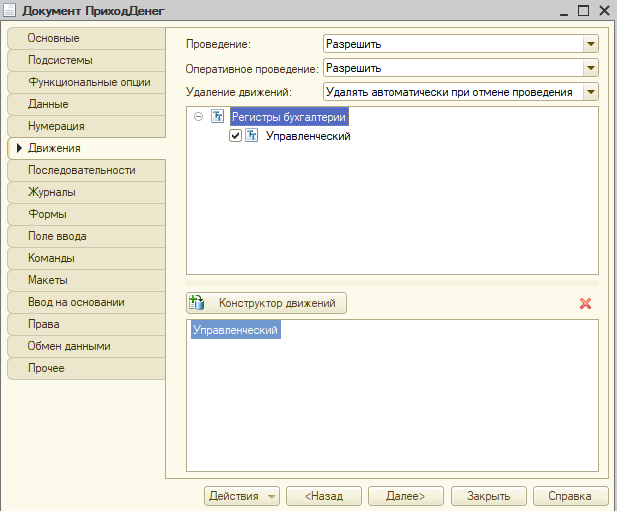 Документ ПриходДенег
Основные
Подсистемы
Функциональные опции
Данные
Нумерация
Движения
Последовательности
Журналы
Формы
Поле ввода
Команды
Макеты
Ввод на основании
Права
Обмен данными
Прочее
Проведение: Разрешить
Оперативное проведение: Разрешить
Удаление движений: Удалять автоматически при отмене проведения
Регистры бухгалтерии
Управленческий
Конструктор движений
Управленческий
Действия <Назад Далее> Закрыть Справка